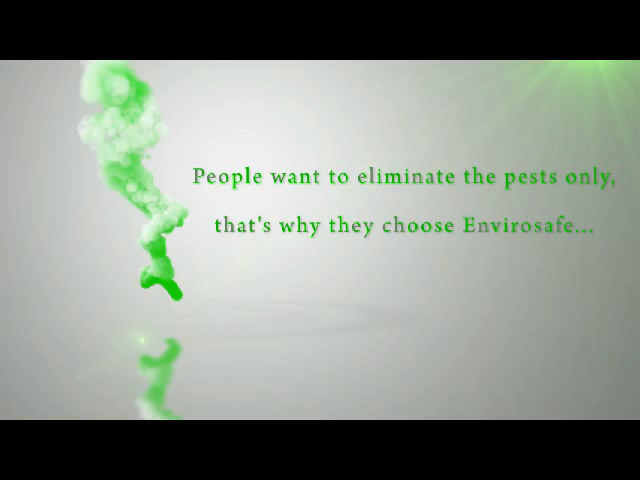 People want to eliminate the pests only,
that's why they choose Envirosafe...